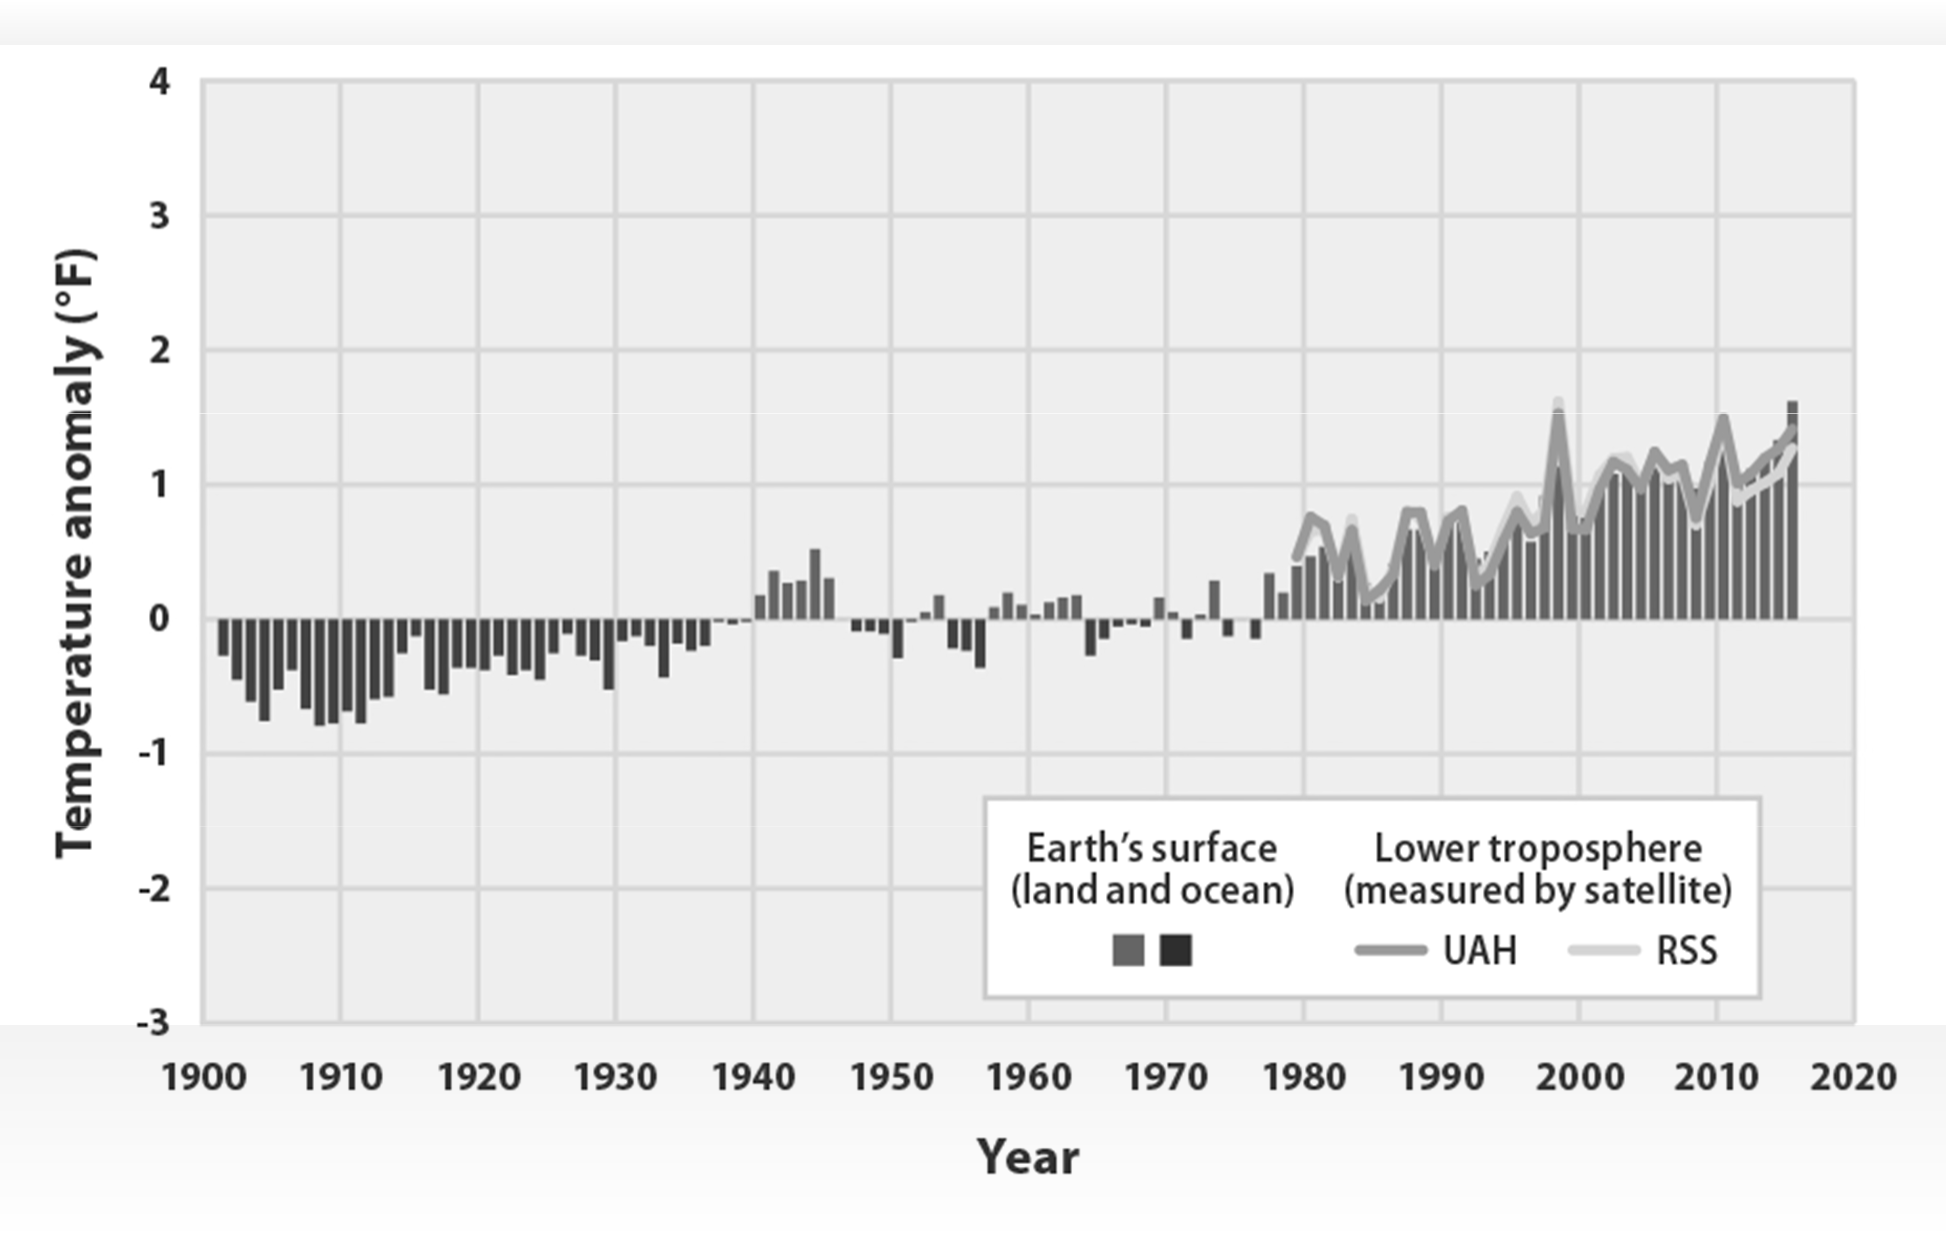 Temperature anomaly (°F)
4
3
2
1
0
-1
-2
-3
Earth's surface
(land and ocean)
Lower troposphere
(measured by satellite)
UAH
RSS
1900 1910 1920 1930 1940 1950 1960 1970 1980 1990 2000 2010 2020
Year